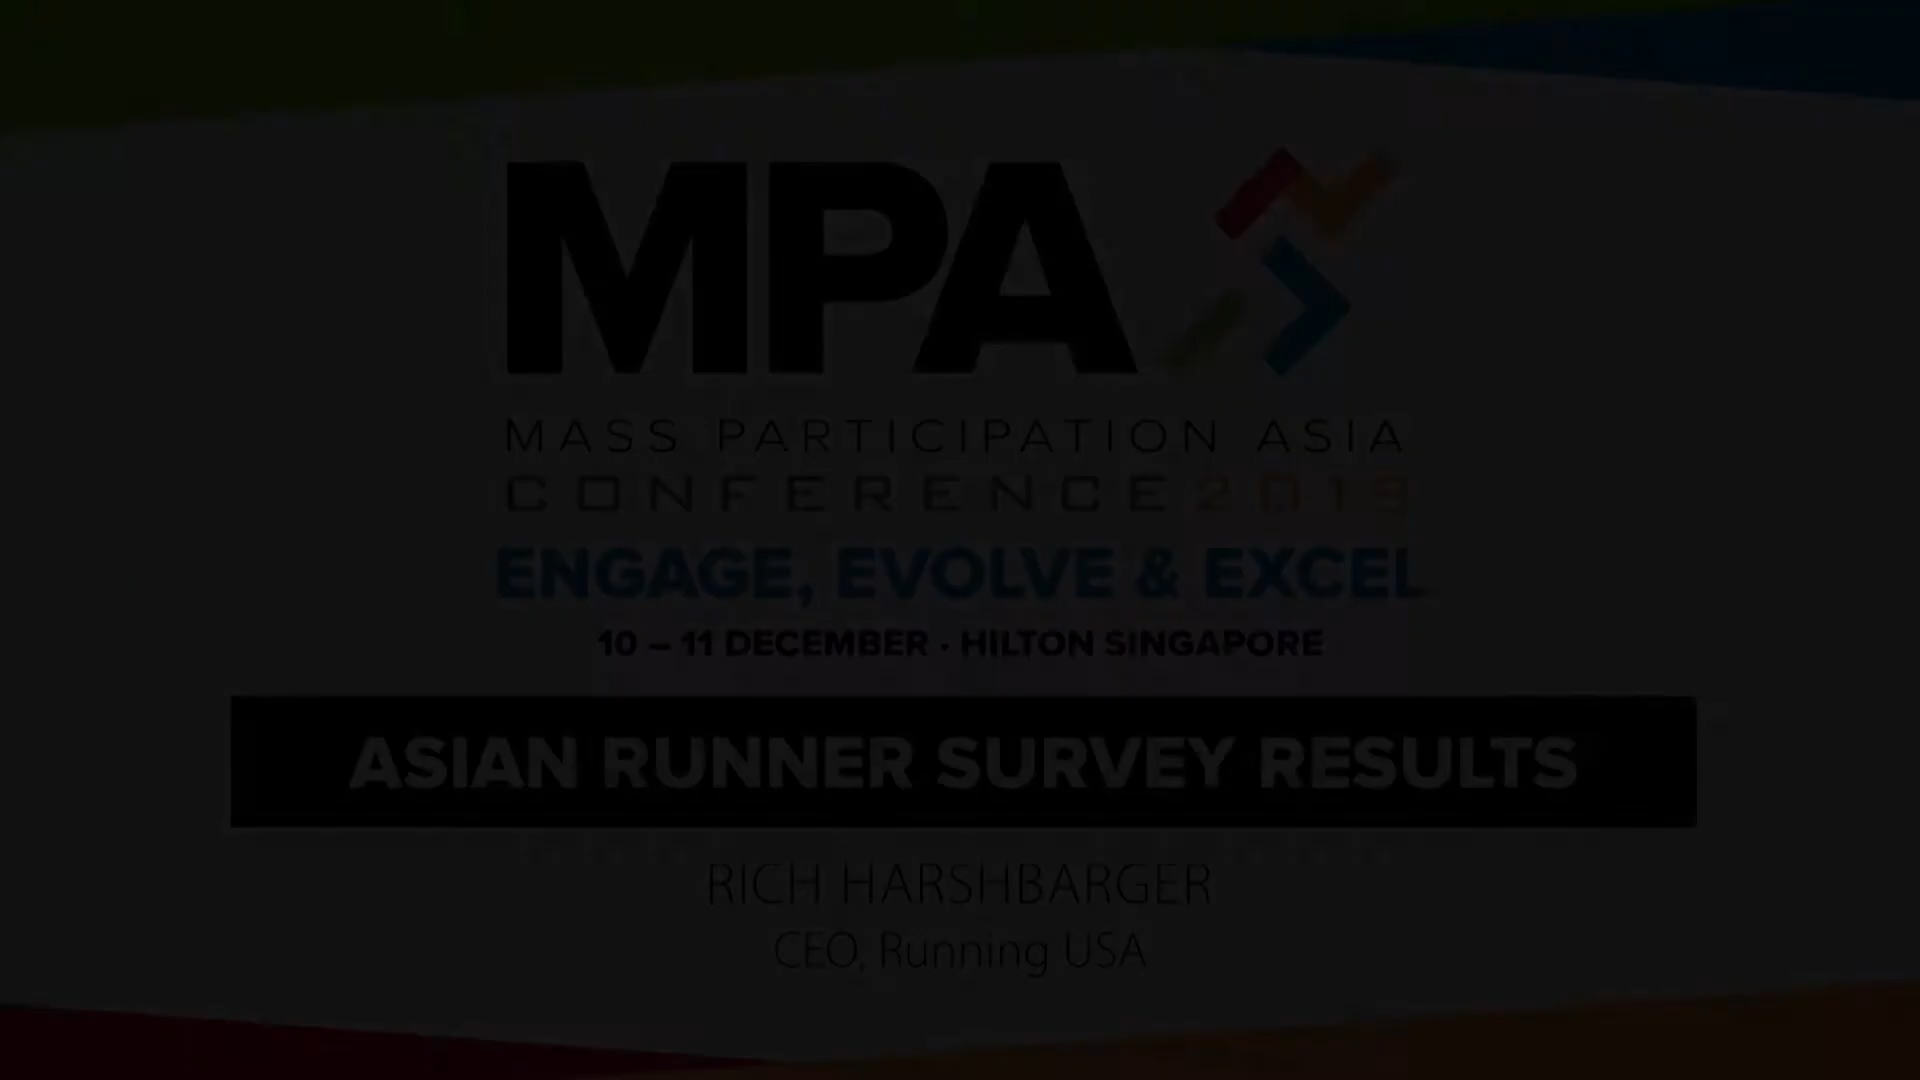 MPA
MASS PARTICIPATION ASIA
CONFERENCE 2019
ENGAGE, EVOLVE & EXCEL
10 – 11 DECEMBER · HILTON SINGAPORE
ASIAN RUNNER SURVEY RESULTS
RICH HARSHBARGER
CEO, Running USA